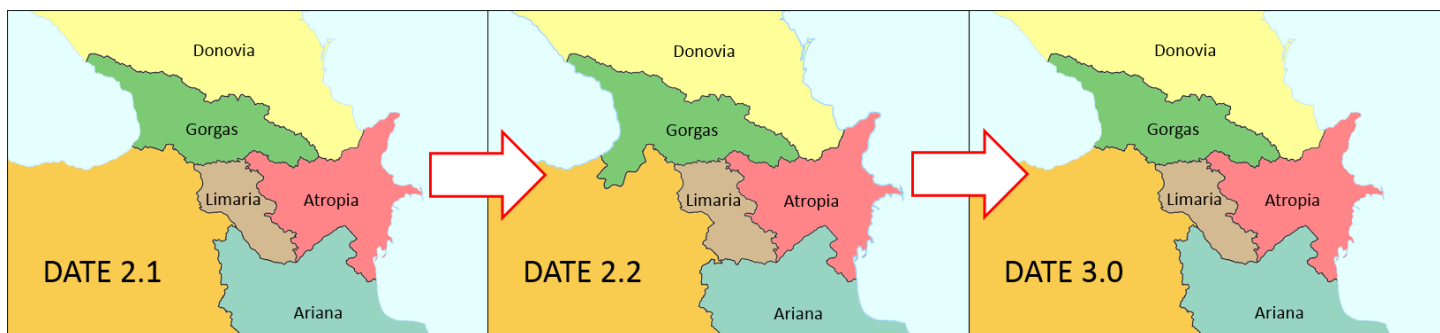 Donovia
Gorgas
Limaria
Atropia
DATE 2.1
Ariana
Donovia
Gorgas
Limaria
Atropia
DATE 2.2
Ariana
Donovia
Gorgas
Limaria
Atropia
DATE 3.0
Ariana